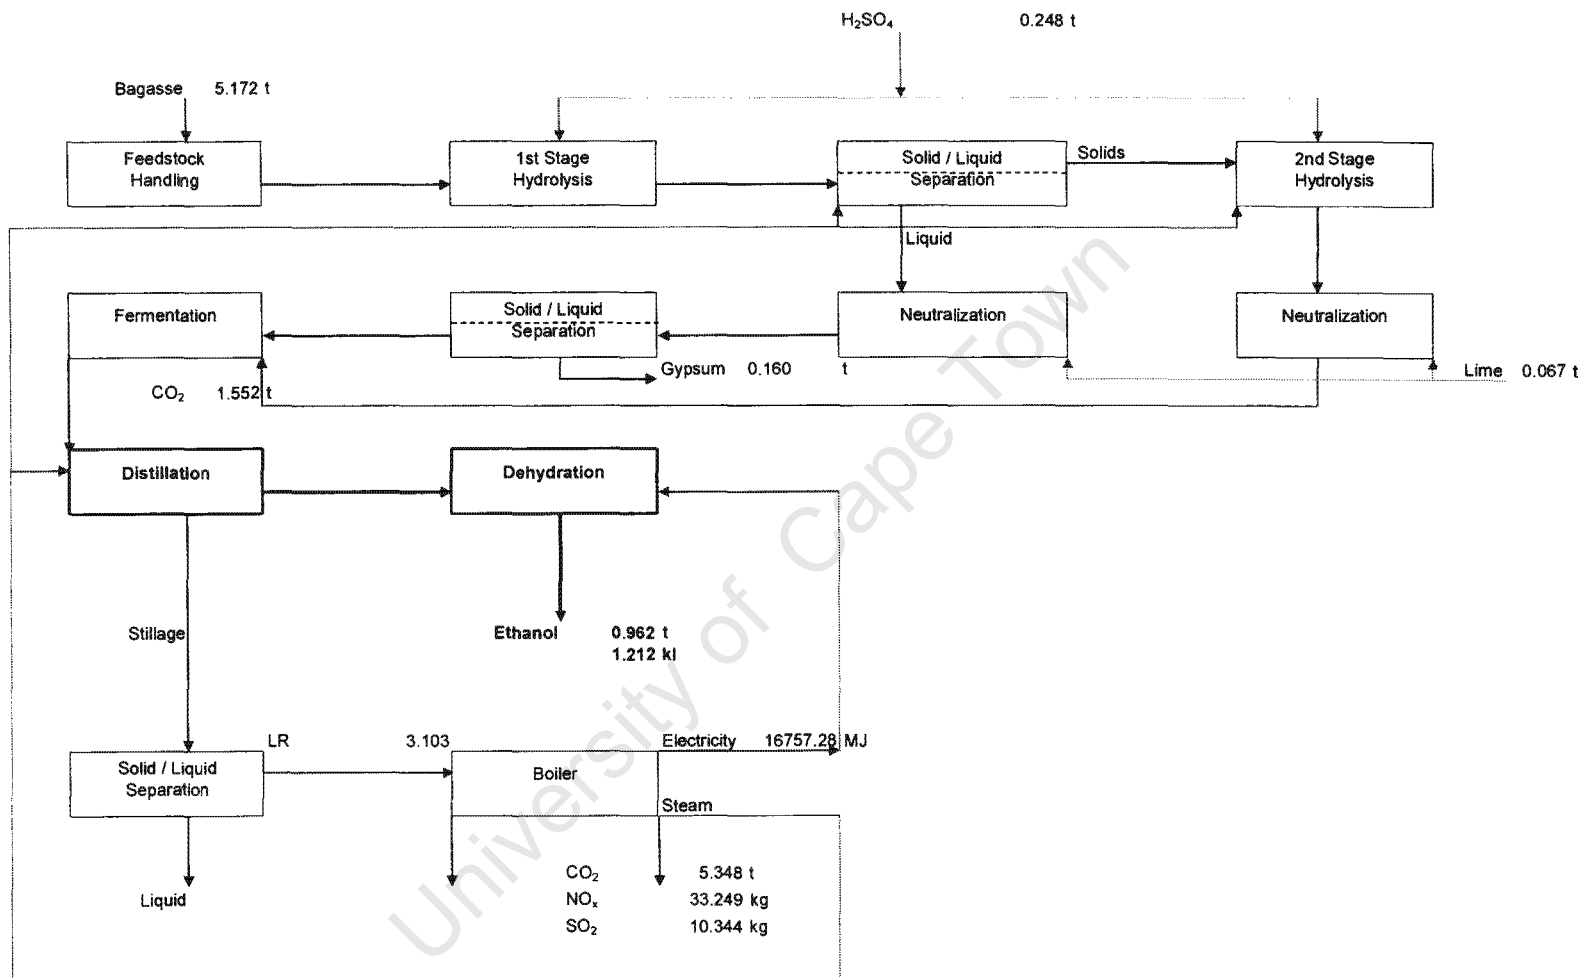 H₂SO₄ 0.248 t
Bagasse 5.172 t
Feedstock
Handling
1st Stage
Hydrolysis
Solid / Liquid
Separation
Solids
2nd Stage
Hydrolysis
Liquid
Fermentation
Solid / Liquid
Separation
Neutralization
Neutralization
Gypsum 0.160 t
Lime 0.067 t
CO₂ 1.552 t
Distillation
Dehydration
Stillage
Ethanol 0.962 t
1.212 kl
LR 3.103
Electricity 16757.28 MJ
Solid / Liquid
Separation
Boiler
Steam
Liquid
CO₂ 5.348 t
NOₓ 33.249 kg
SO₂ 10.344 kg
University of Cape Town